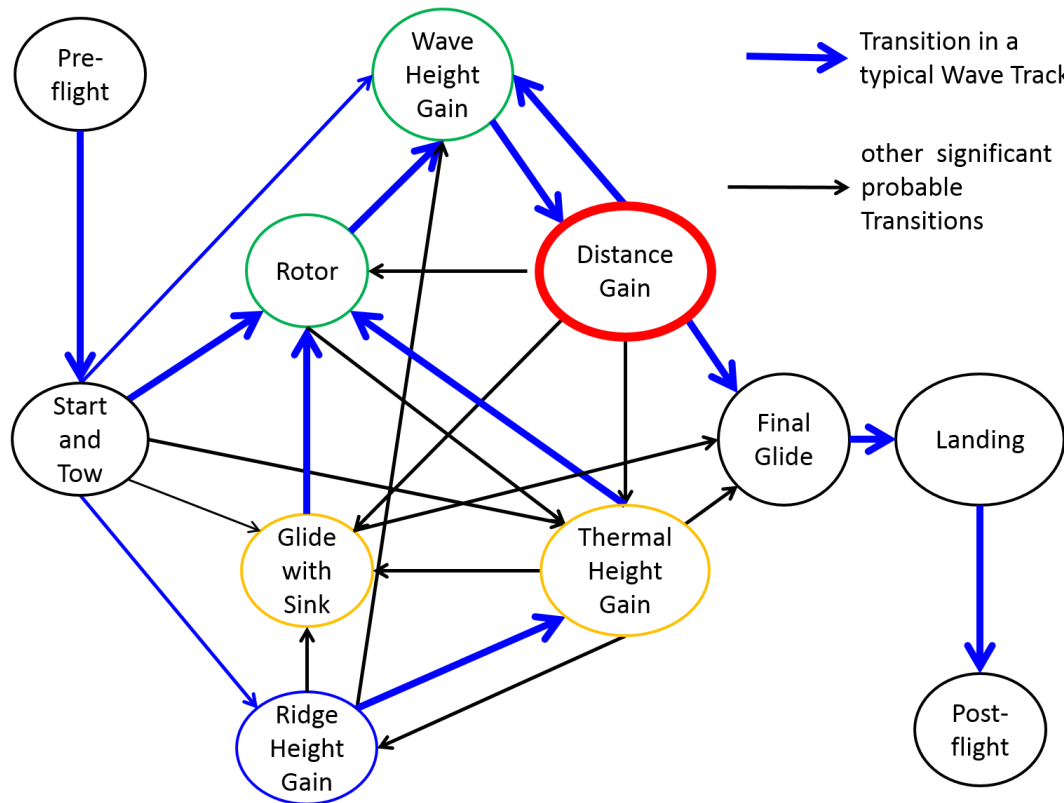 Pre-
flight
Wave
Height
Gain
Transition in a
typical Wave Track
other significant
probable
Transitions
Rotor
Distance
Gain
Start
and
Tow
Final
Glide
Landing
Glide
with
Sink
Thermal
Height
Gain
Ridge
Height
Gain
Post-
flight